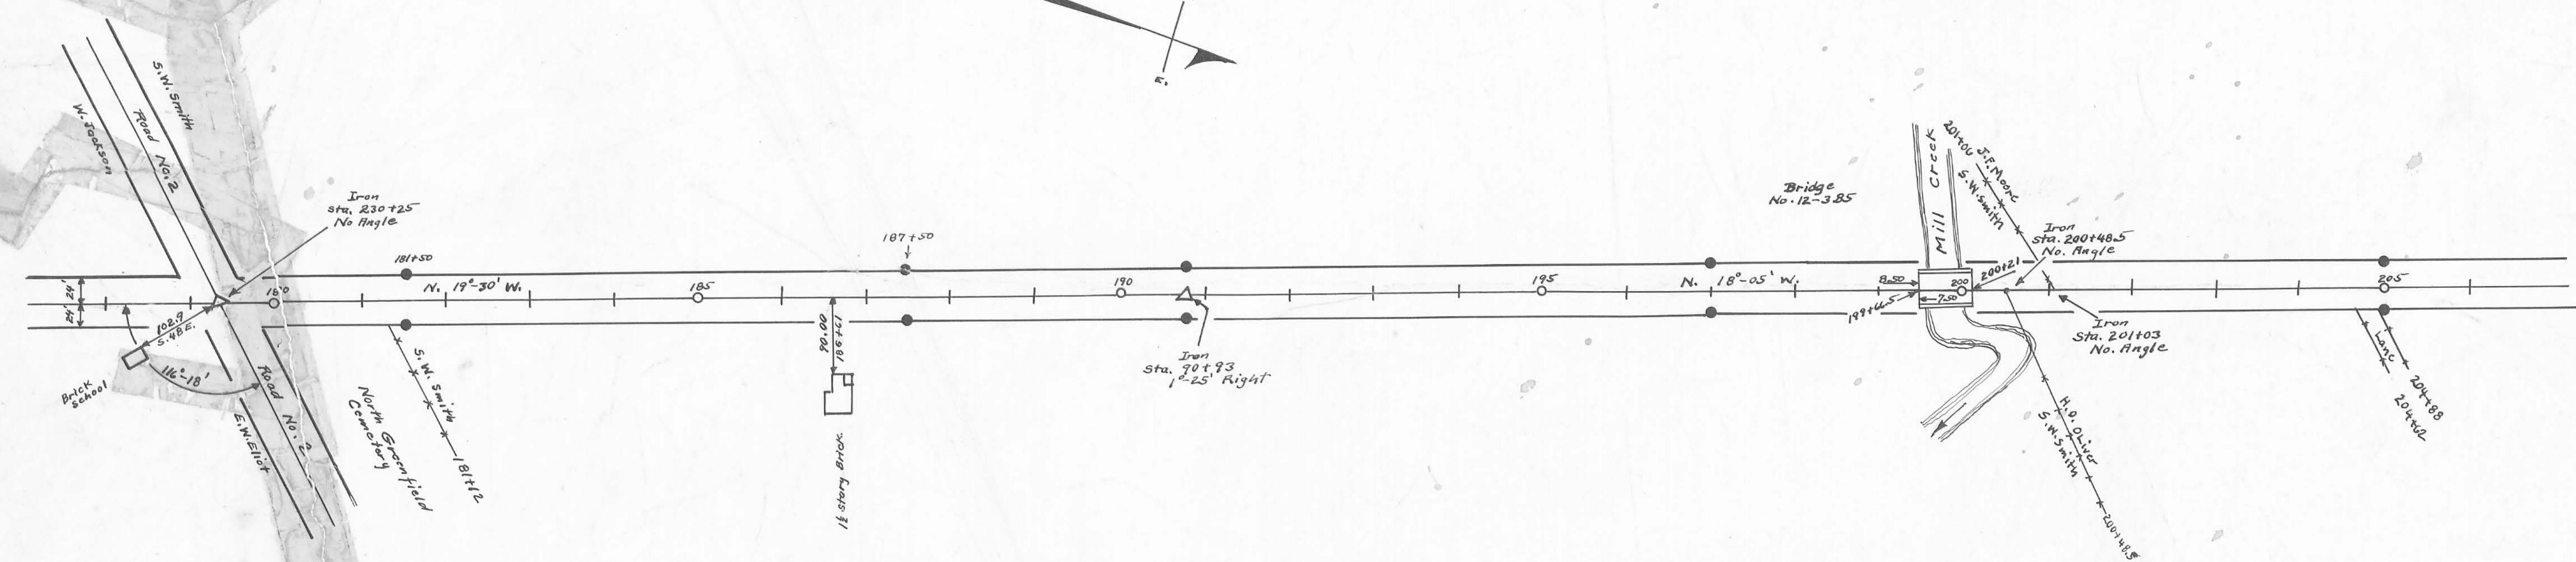 E.
S.W. Smith
Road No. 2
W. Jackson
Iron
Sta. 230+25
No Angle
181+50
N. 19°-30' W.
180
185
24'
24'
102.9
S. 48 E.
116°-18'
Brick
School
Road No. 2
E.W. Eliot
North Greenfield
Cemetery
S.W. Smith
181+12
187+50
90.00
186+61
1½ Story Brick
190
Iron
Sta. 90+93
1°-25' Right
195
N. 18°-05' W.
Bridge
No. 12-385
Mill Creek
8.50
7.50
200
200+21
201+06
J.F. Moore
S.W. Smith
Iron
Sta. 200+48.5
No. Angle
Iron
Sta. 201+03
No. Angle
H.O. Oliver
S.W. Smith
200+48.5
205
Lane
204+88
204+62